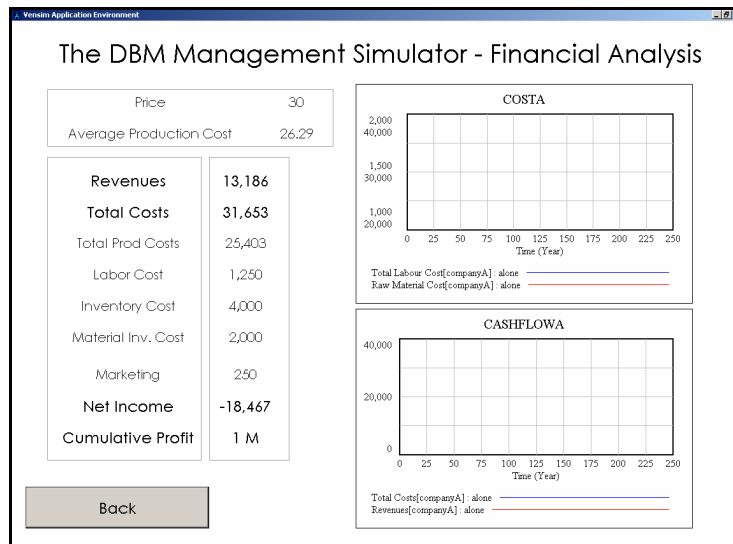 Vensim Application Environment
The DBM Management Simulator - Financial Analysis
Price 30
Average Production Cost 26.29
Revenues 13,186
Total Costs 31,653
Total Prod Costs 25,403
Labor Cost 1,250
Inventory Cost 4,000
Material Inv. Cost 2,000
Marketing 250
Net Income -18,467
Cumulative Profit 1 M
Back
COSTA
2,000
40,000
1,500
30,000
1,000
20,000
0 25 50 75 100 125 150 175 200 225 250
Time (Year)
Total Labour Cost[companyA] : alone
Raw Material Cost[companyA] : alone
CASHFLOWA
40,000
20,000
0
0 25 50 75 100 125 150 175 200 225 250
Time (Year)
Total Costs[companyA] : alone
Revenues[companyA] : alone